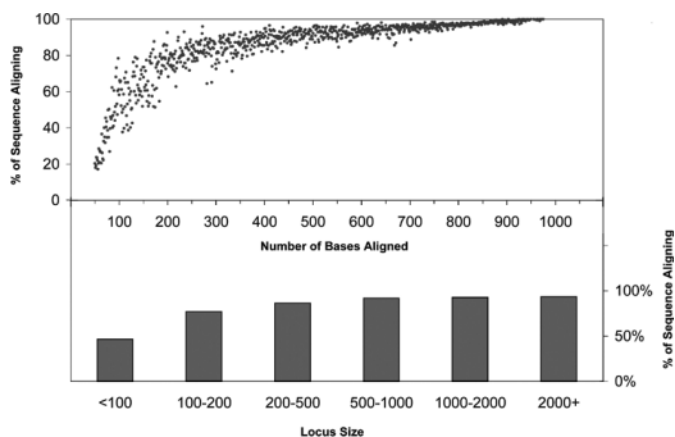 % of Sequence Aligning
100
80
60
40
20
0
100 200 300 400 500 600 700 800 900 1000
Number of Bases Aligned
% of Sequence Aligning
100%
50%
0%
<100 100-200 200-500 500-1000 1000-2000 2000+
Locus Size